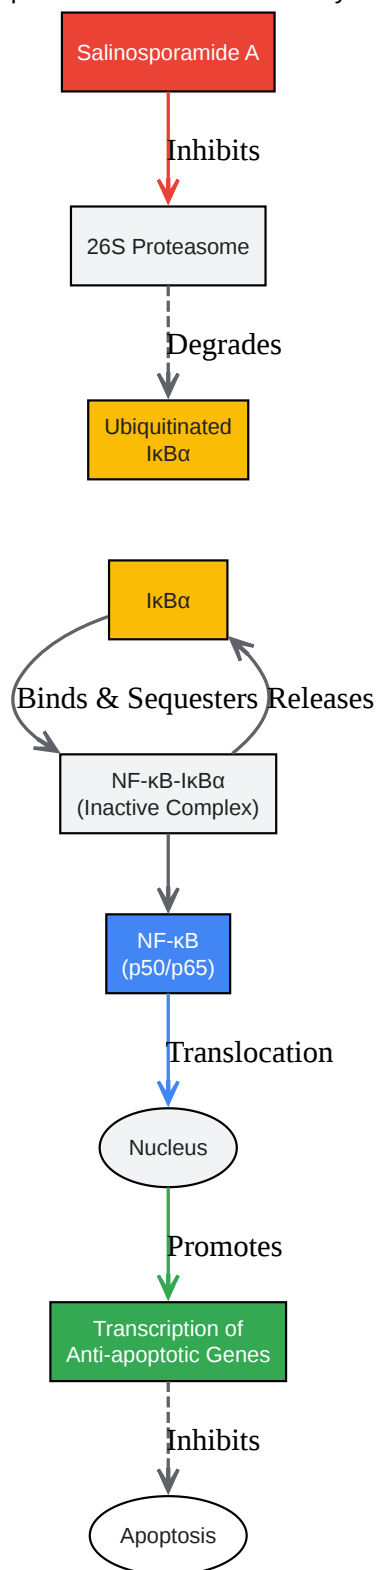 Salinosporamide A
Inhibits
26S Proteasome
Degrades
Ubiquitinated
IκBα
IκBα
Binds & Sequesters
Releases
NF-κB-IκBα
(Inactive Complex)
NF-κB
(p50/p65)
Translocation
Nucleus
Promotes
Transcription of
Anti-apoptotic Genes
Inhibits
Apoptosis